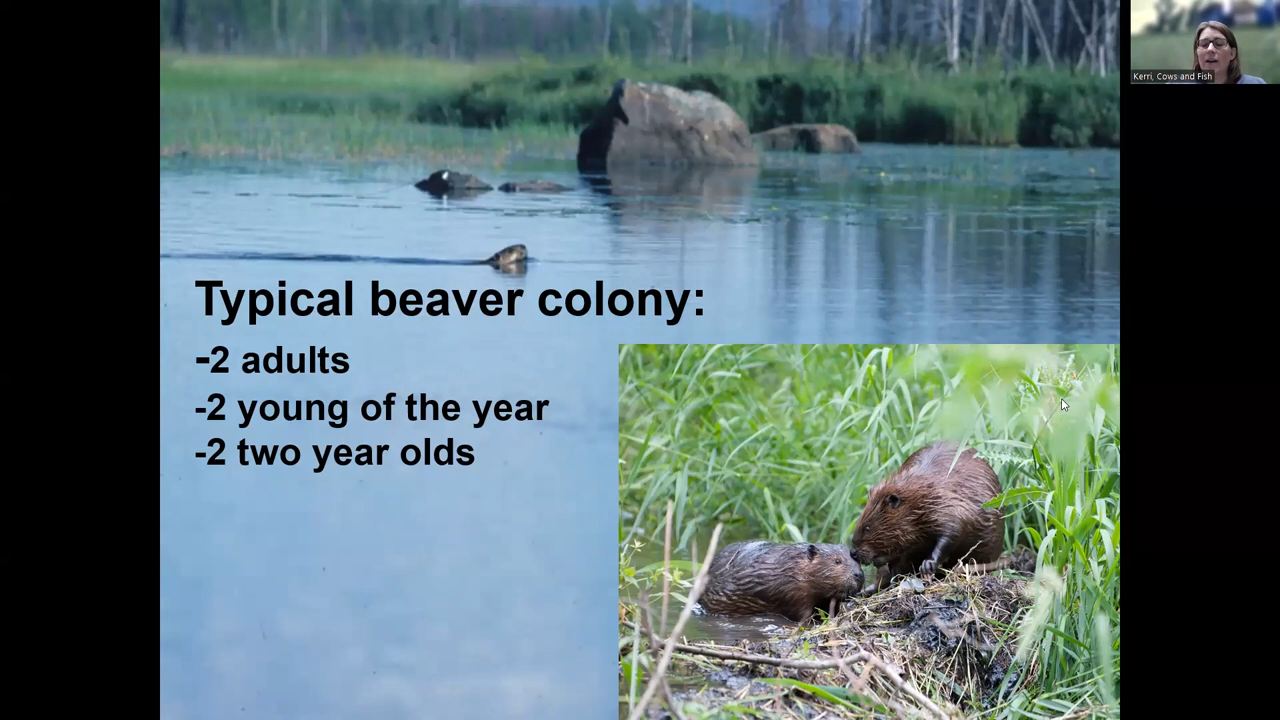 Kerri, Cows and Fish
Typical beaver colony:
-2 adults
-2 young of the year
-2 two year olds